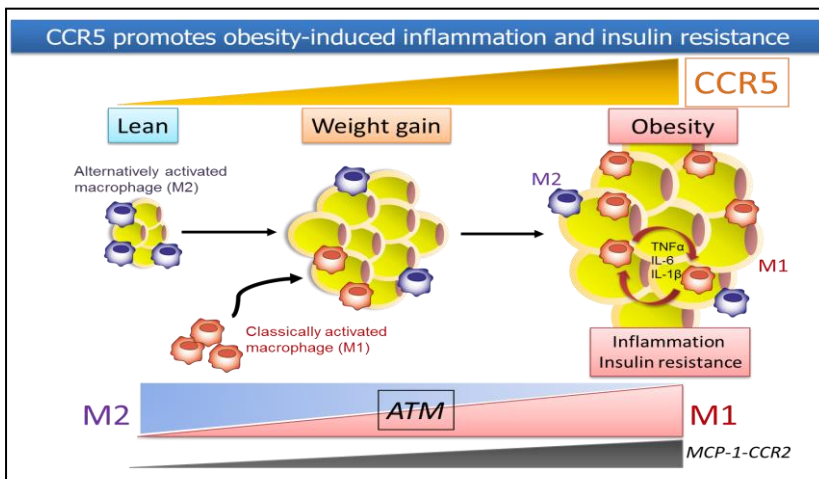 CCR5 promotes obesity-induced inflammation and insulin resistance
CCR5
Lean
Weight gain
Obesity
Alternatively activated
macrophage (M2)
M2
TNFα
IL-6
IL-1β
M1
Classically activated
macrophage (M1)
Inflammation
Insulin resistance
M2
ATM
M1
MCP-1-CCR2